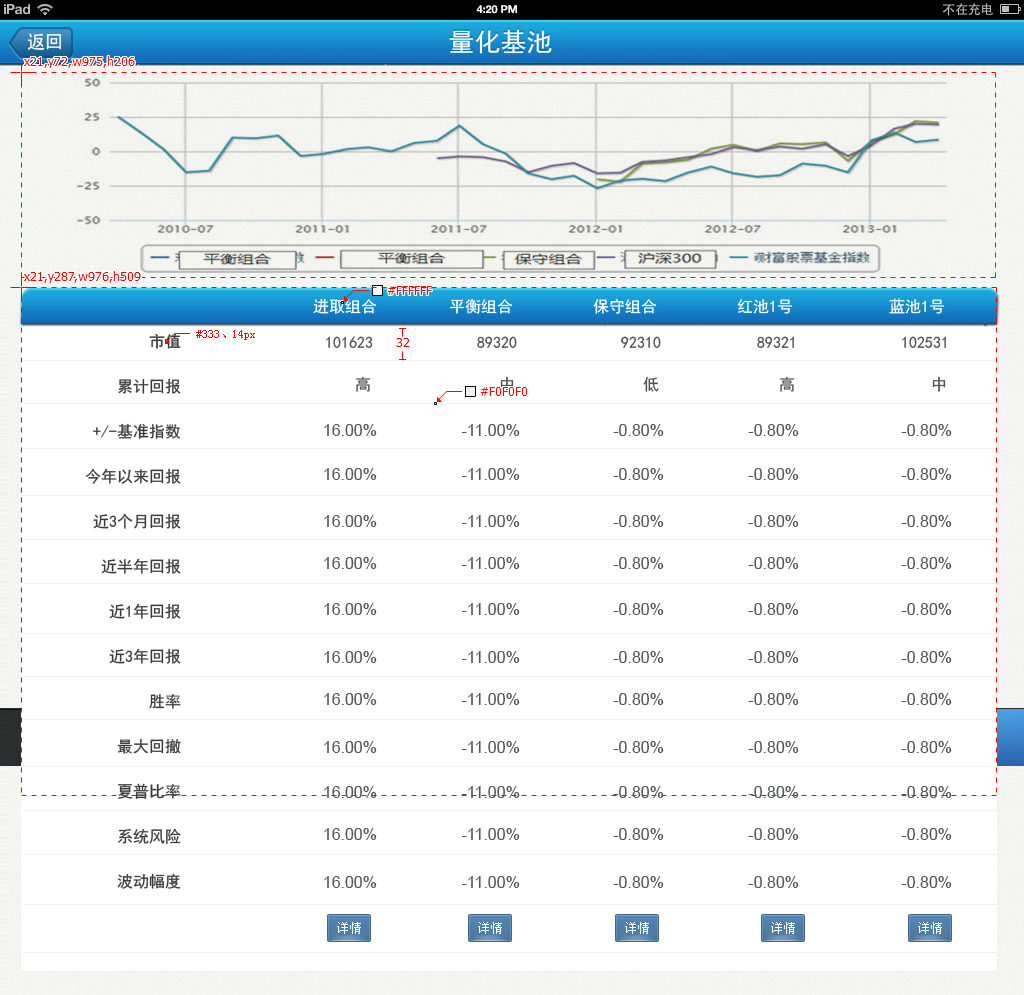 iPad 4:20 PM 不在充电
返回 量化基池
x21,y72,w975,h206
50
25
0
-25
-50
2010-07 2011-01 2011-07 2012-01 2012-07 2013-01
平衡组合 数 平衡组合 保守组合 沪深300 财富股票基金指数
x21,y287,w976,h509
#FFFFFF
进取组合 平衡组合 保守组合 红池1号 蓝池1号
#333、14px
市值 101623 32 89320 92310 89321 102531
累计回报 高 中 低 高 中
#F0F0F0
+/-基准指数 16.00% -11.00% -0.80% -0.80% -0.80%
今年以来回报 16.00% -11.00% -0.80% -0.80% -0.80%
近3个月回报 16.00% -11.00% -0.80% -0.80% -0.80%
近半年回报 16.00% -11.00% -0.80% -0.80% -0.80%
近1年回报 16.00% -11.00% -0.80% -0.80% -0.80%
近3年回报 16.00% -11.00% -0.80% -0.80% -0.80%
胜率 16.00% -11.00% -0.80% -0.80% -0.80%
最大回撤 16.00% -11.00% -0.80% -0.80% -0.80%
夏普比率 16.00% -11.00% -0.80% -0.80% -0.80%
系统风险 16.00% -11.00% -0.80% -0.80% -0.80%
波动幅度 16.00% -11.00% -0.80% -0.80% -0.80%
详情 详情 详情 详情 详情